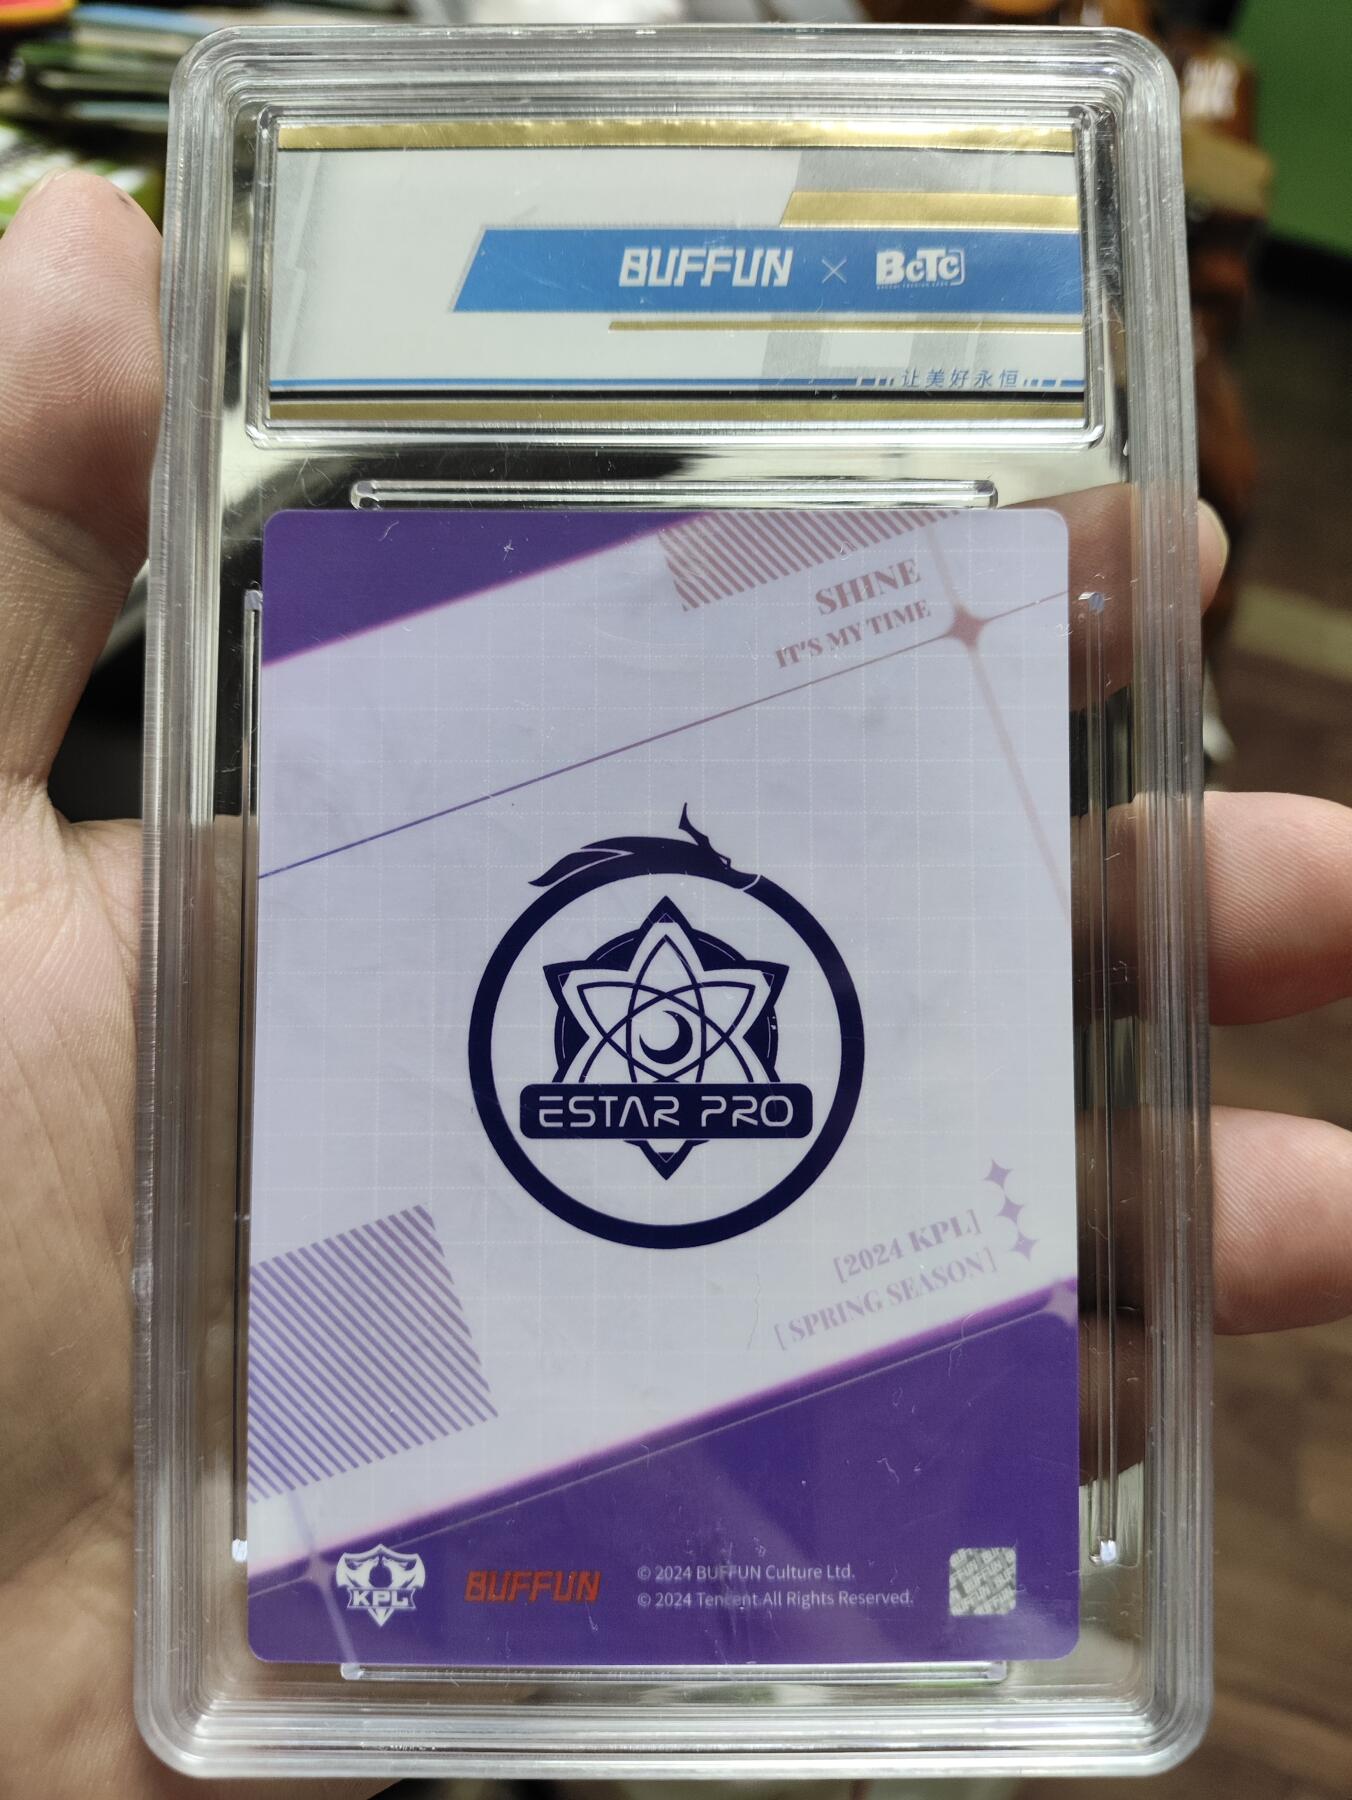 BUFFUN × BCTC
让美好永恒
SHINE
IT'S MY TIME
ESTAR PRO
[2024 KPL]
[ SPRING SEASON ]
KPL
BUFFUN
© 2024 BUFFUN Culture Ltd.
© 2024 Tencent All Rights Reserved.